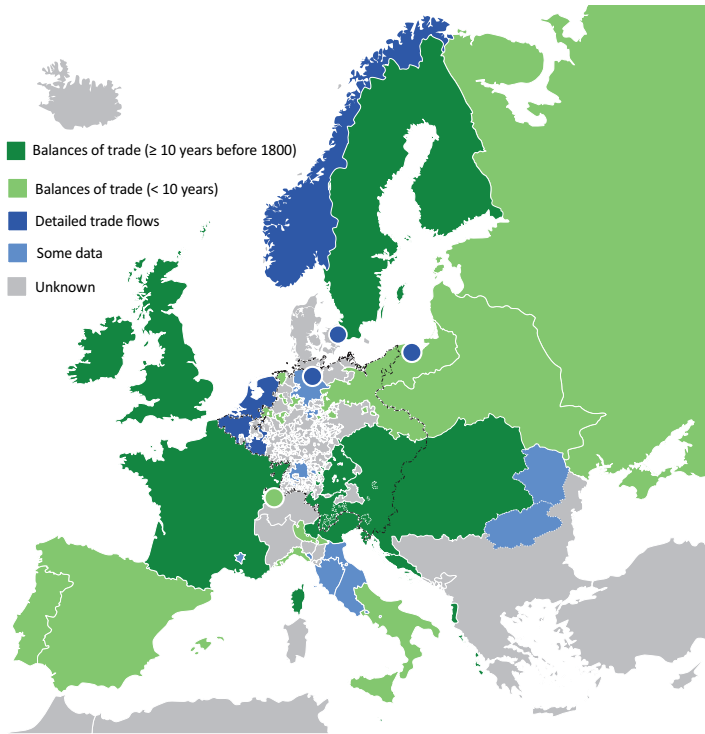 Balances of trade (≥ 10 years before 1800)
Balances of trade (< 10 years)
Detailed trade flows
Some data
Unknown